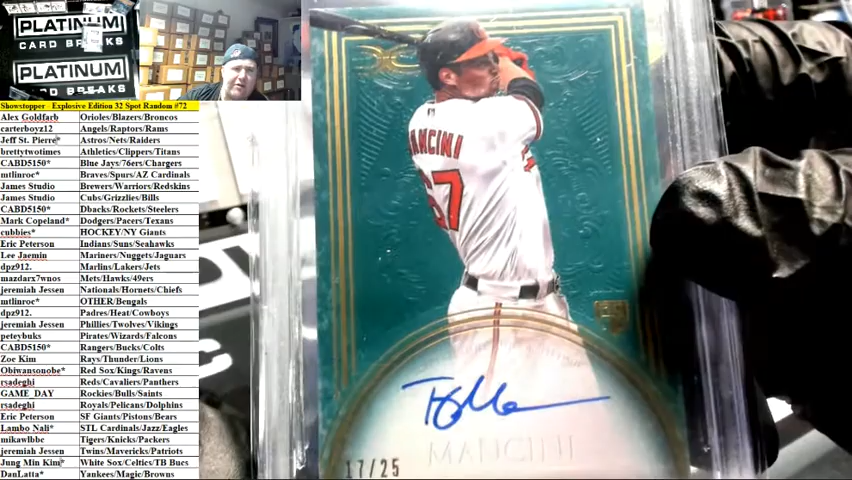 PLATINUM
CARD BREAKS
PLATINUM
CARD BREAKS
Showstopper - Explosive Edition 32 Spot Random #72
Alex Goldfarb Orioles/Blazers/Broncos
carterboyz12 Angels/Raptors/Rams
Jeff St. Pierre* Astros/Nets/Raiders
brettytwotimes Athletics/Clippers/Titans
CABD5150* Blue Jays/76ers/Chargers
mtlinroc* Braves/Spurs/AZ Cardinals
James Studio Brewers/Warriors/Redskins
James Studio Cubs/Grizzlies/Bills
CABD5150* Dbacks/Rockets/Steelers
Mark Copeland* Dodgers/Pacers/Texans
cubbies* HOCKEY/NY Giants
Eric Peterson Indians/Suns/Seahawks
Lee Jaemin Mariners/Nuggets/Jaguars
dpz912. Marlins/Lakers/Jets
mazdarx7wnos Mets/Hawks/49ers
jeremiah Jessen Nationals/Hornets/Chiefs
mtlinroc* OTHER/Bengals
dpz912. Padres/Heat/Cowboys
jeremiah Jessen Phillies/Twolves/Vikings
peteybuks Pirates/Wizards/Falcons
CABD5150* Rangers/Bucks/Colts
Zoe Kim Rays/Thunder/Lions
Obiwansonobe* Red Sox/Kings/Ravens
rsadeghi Reds/Cavaliers/Panthers
GAME_DAY Rockies/Bulls/Saints
rsadeghi Royals/Pelicans/Dolphins
Eric Peterson SF Giants/Pistons/Bears
Lambo Nali* STL Cardinals/Jazz/Eagles
mikawlbbc Tigers/Knicks/Packers
jeremiah Jessen Twins/Mavericks/Patriots
Jung Min Kim* White Sox/Celtics/TB Bucs
DanLatta* Yankees/Magic/Browns
MANCINI
67
MANCINI
17/25